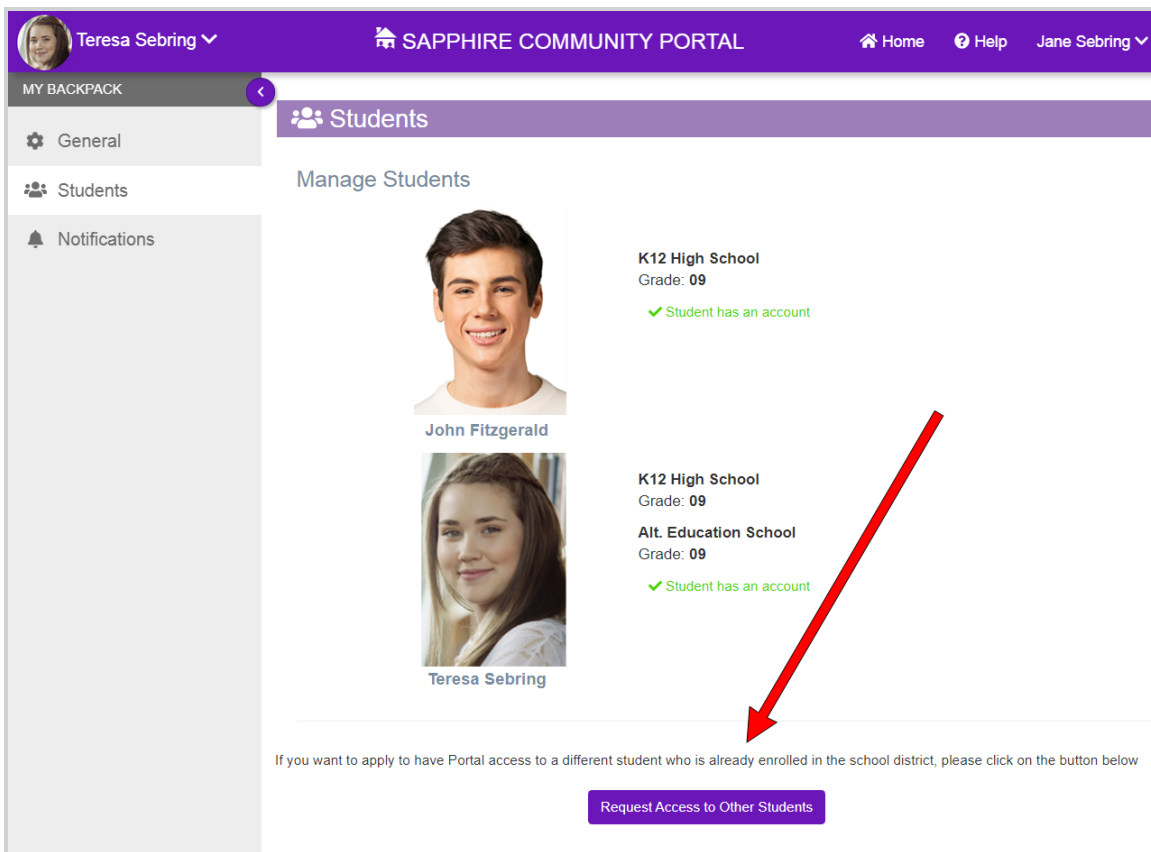 Teresa Sebring
SAPPHIRE COMMUNITY PORTAL
Home
Help
Jane Sebring
MY BACKPACK
General
Students
Notifications
Students
Manage Students
K12 High School
Grade: 09
Student has an account
John Fitzgerald
K12 High School
Grade: 09
Alt. Education School
Grade: 09
Student has an account
Teresa Sebring
If you want to apply to have Portal access to a different student who is already enrolled in the school district, please click on the button below
Request Access to Other Students